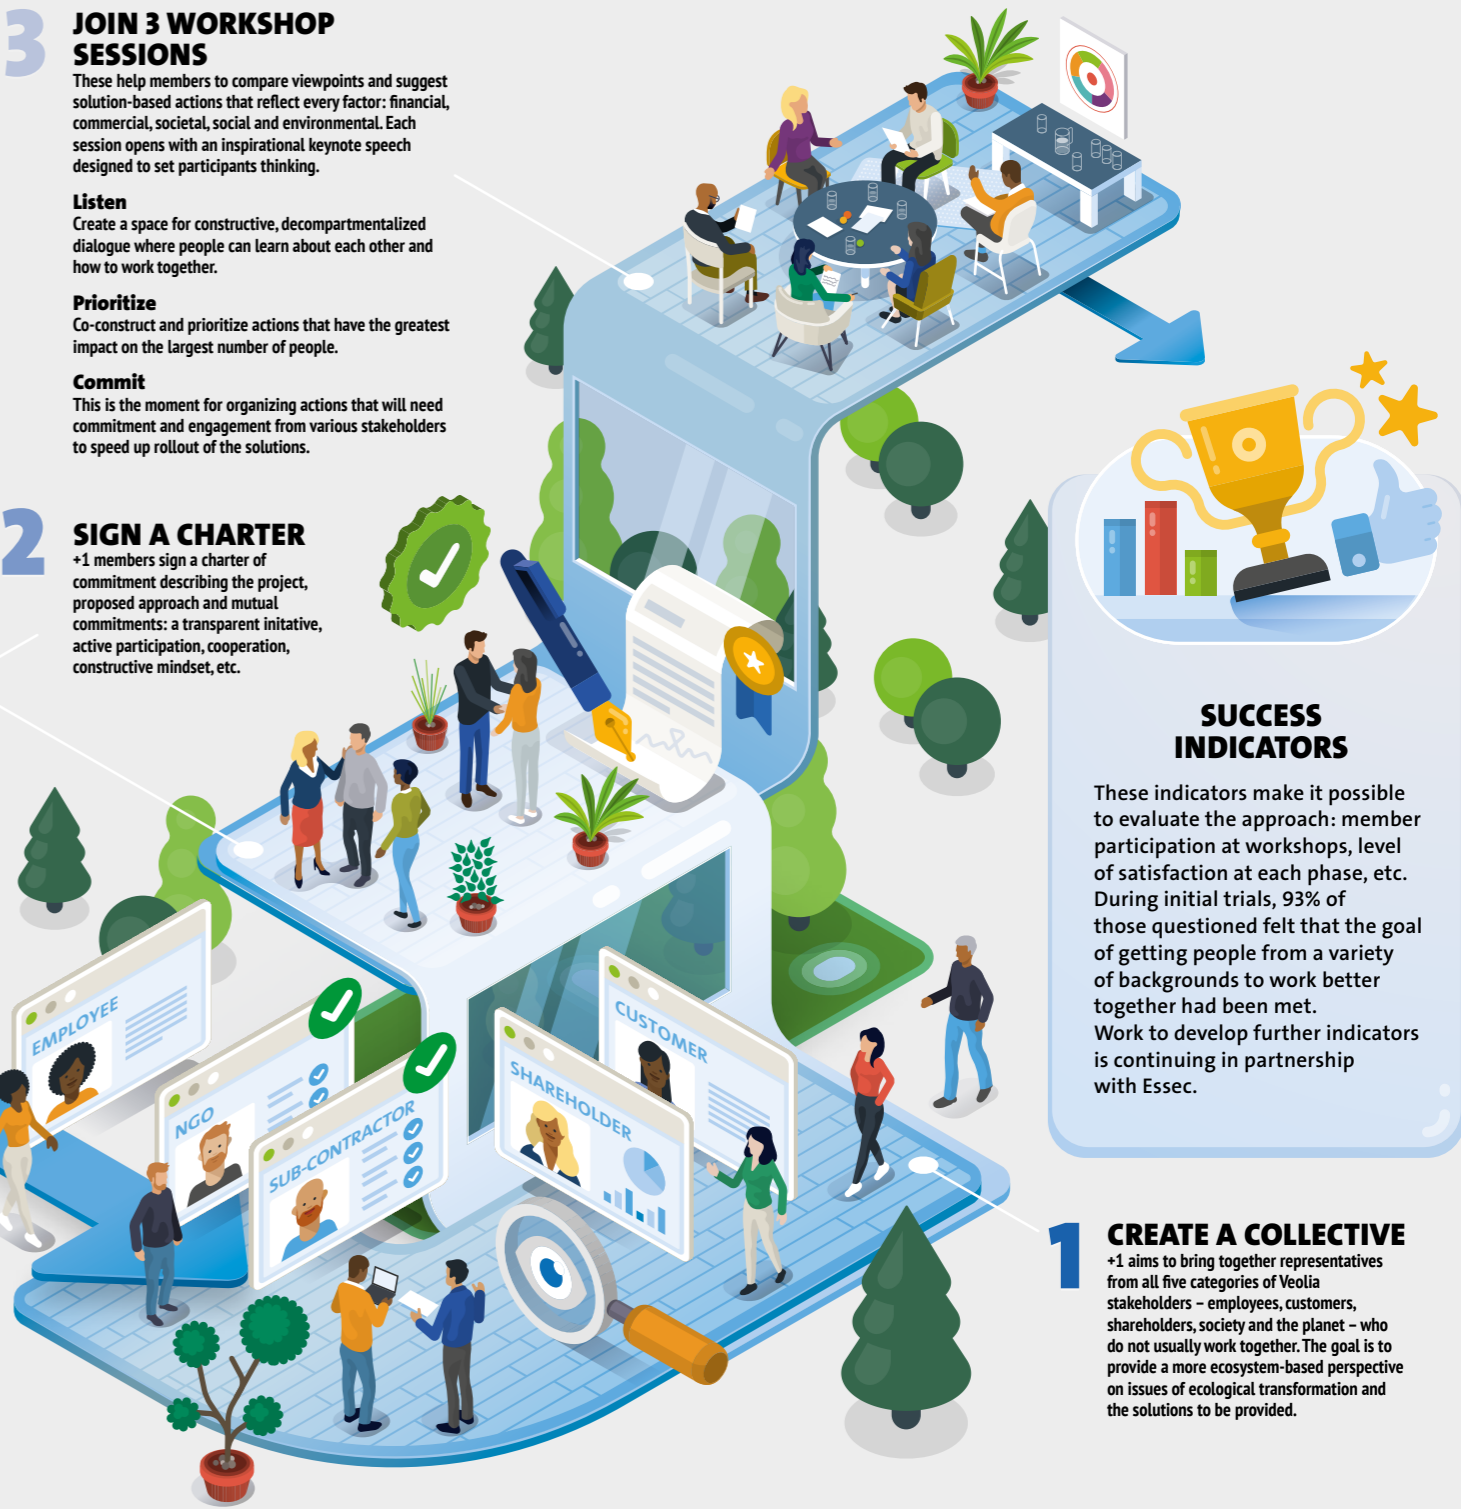 3
JOIN 3 WORKSHOP
SESSIONS
These help members to compare viewpoints and suggest
solution-based actions that reflect every factor: financial,
commercial, societal, social and environmental. Each
session opens with an inspirational keynote speech
designed to set participants thinking.
Listen
Create a space for constructive, decompartmentalized
dialogue where people can learn about each other and
how to work together.
Prioritize
Co-construct and prioritize actions that have the greatest
impact on the largest number of people.
Commit
This is the moment for organizing actions that will need
commitment and engagement from various stakeholders
to speed up rollout of the solutions.
2
SIGN A CHARTER
+1 members sign a charter of
commitment describing the project,
proposed approach and mutual
commitments: a transparent initative,
active participation, cooperation,
constructive mindset, etc.
SUCCESS
INDICATORS
These indicators make it possible
to evaluate the approach: member
participation at workshops, level
of satisfaction at each phase, etc.
During initial trials, 93% of
those questioned felt that the goal
of getting people from a variety
of backgrounds to work better
together had been met.
Work to develop further indicators
is continuing in partnership
with Essec.
EMPLOYEE
NGO
SUB-CONTRACTOR
SHAREHOLDER
CUSTOMER
1
CREATE A COLLECTIVE
+1 aims to bring together representatives
from all five categories of Veolia
stakeholders – employees, customers,
shareholders, society and the planet – who
do not usually work together. The goal is to
provide a more ecosystem-based perspective
on issues of ecological transformation and
the solutions to be provided.